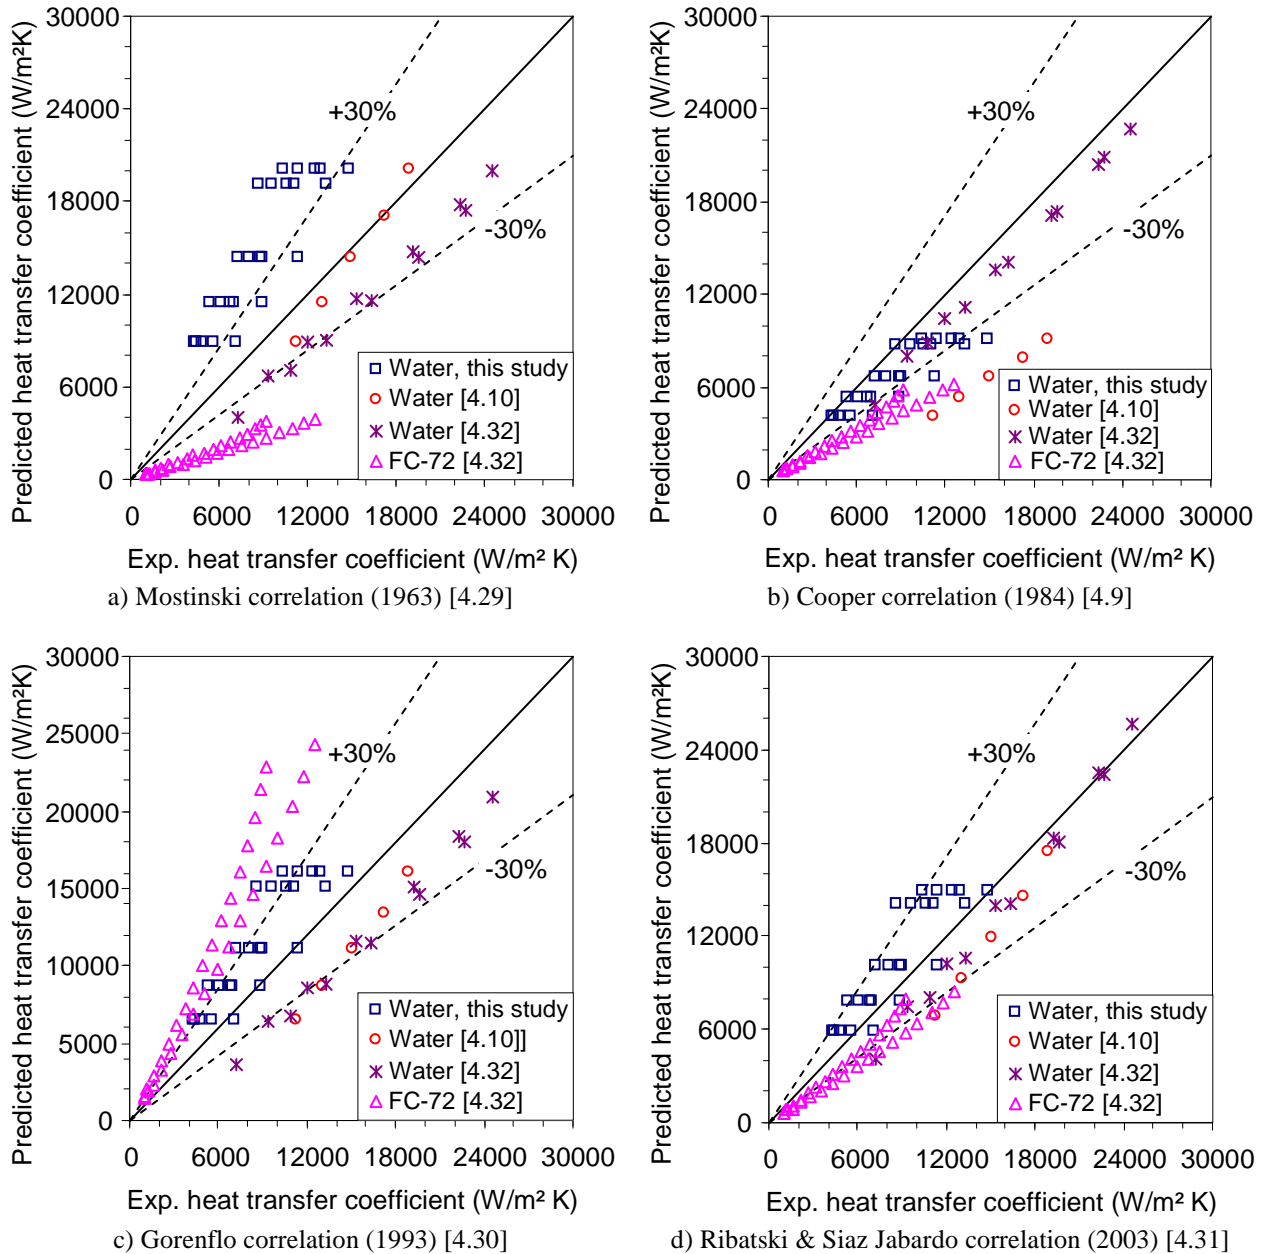 Predicted heat transfer coefficient (W/m²K)
30000
24000
18000
12000
6000
0
+30%
-30%
Water, this study
Water [4.10]
Water [4.32]
FC-72 [4.32]
0 6000 12000 18000 24000 30000
Exp. heat transfer coefficient (W/m² K)
a) Mostinski correlation (1963) [4.29]
Predicted heat transfer coefficient (W/m²K)
30000
24000
18000
12000
6000
0
+30%
-30%
Water, this study
Water [4.10]
Water [4.32]
FC-72 [4.32]
0 6000 12000 18000 24000 30000
Exp. heat transfer coefficient (W/m² K)
b) Cooper correlation (1984) [4.9]
Predicted heat transfer coefficient (W/m²K)
30000
25000
20000
15000
10000
5000
0
+30%
-30%
Water, this study
Water [4.10]]
Water [4.32]
FC-72 [4.32]
0 6000 12000 18000 24000 30000
Exp. heat transfer coefficient (W/m² K)
c) Gorenflo correlation (1993) [4.30]
Predicted heat transfer coefficient (W/m²K)
30000
24000
18000
12000
6000
0
+30%
-30%
Water, this study
Water [4.10]
Water [4.32]
FC-72 [4.32]
0 6000 12000 18000 24000 30000
Exp. heat transfer coefficient (W/m² K)
d) Ribatski & Siaz Jabardo correlation (2003) [4.31]